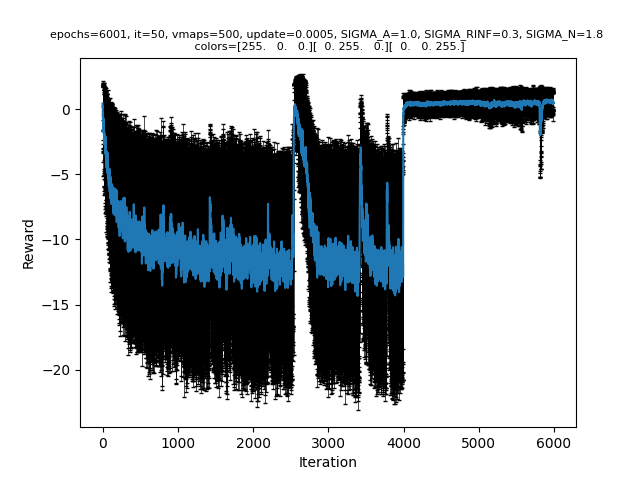 epochs=6001, it=50, vmaps=500, update=0.0005, SIGMA_A=1.0, SIGMA_RINF=0.3, SIGMA_N=1.8
colors=[255. 0. 0.][ 0. 255. 0.][ 0. 0. 255.]
0
−5
−10
−15
−20
Reward
0 1000 2000 3000 4000 5000 6000
Iteration